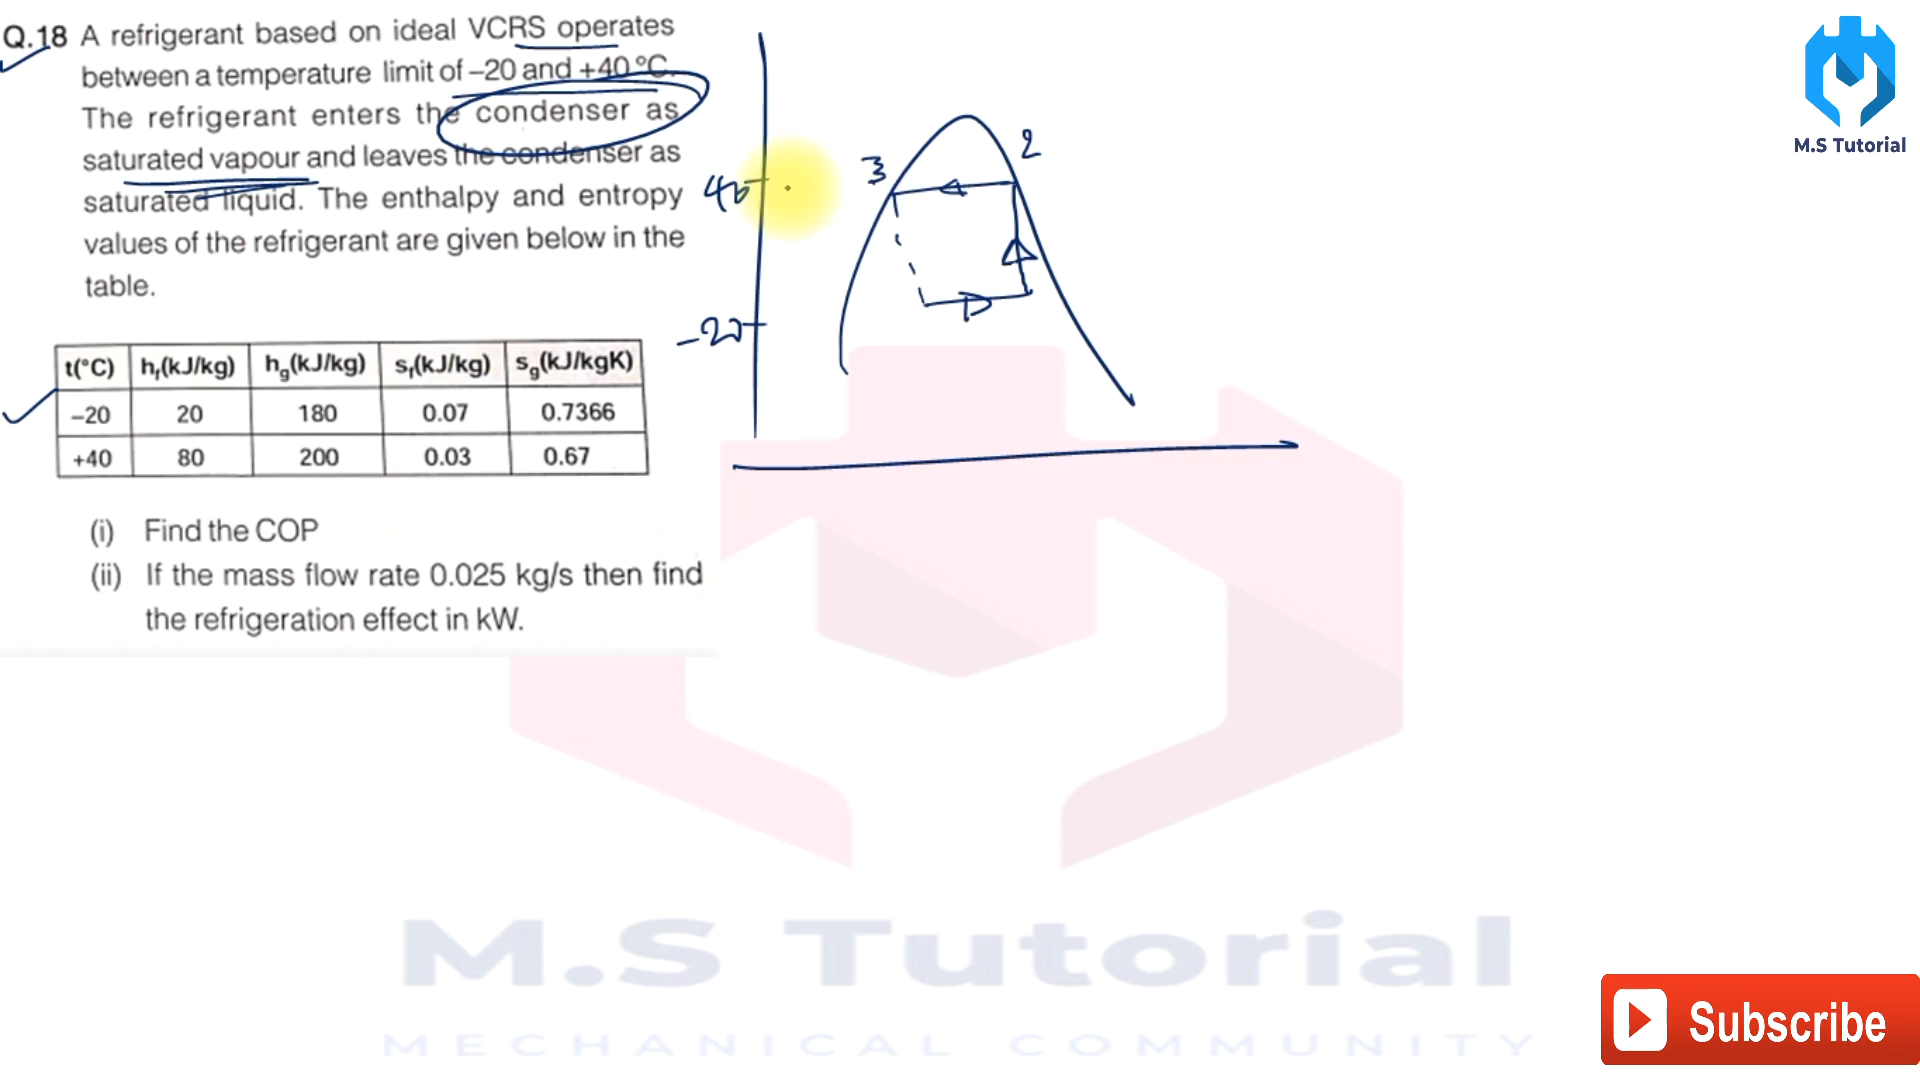 Q.18 A refrigerant based on ideal VCRS operates
between a temperature limit of –20 and +40 °C.
The refrigerant enters the condenser as
saturated vapour and leaves the condenser as
saturated liquid. The enthalpy and entropy
values of the refrigerant are given below in the
table.
t(°C) hf(kJ/kg) hg(kJ/kg) sf(kJ/kg) sg(kJ/kgK)
–20 20 180 0.07 0.7366
+40 80 200 0.03 0.67
(i) Find the COP
(ii) If the mass flow rate 0.025 kg/s then find
the refrigeration effect in kW.
2
3
40
-20
M.S Tutorial
M.S Tutorial
MECHANICAL COMMUNITY
Subscribe